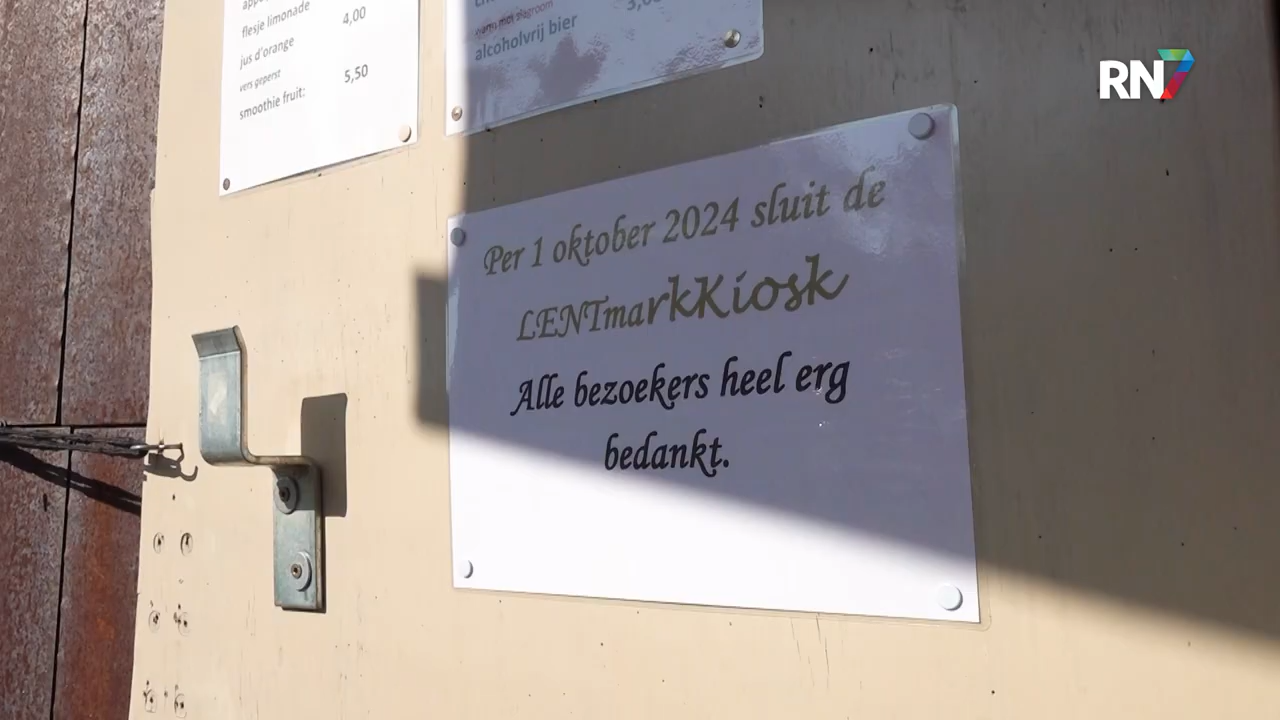 flesje limonade
4,00
jus d'orange
vers geperst
5,50
smoothie fruit:
alcoholvrij bier
RN7
Per 1 oktober 2024 sluit de
LENTmarkKiosk
Alle bezoekers heel erg
bedankt.